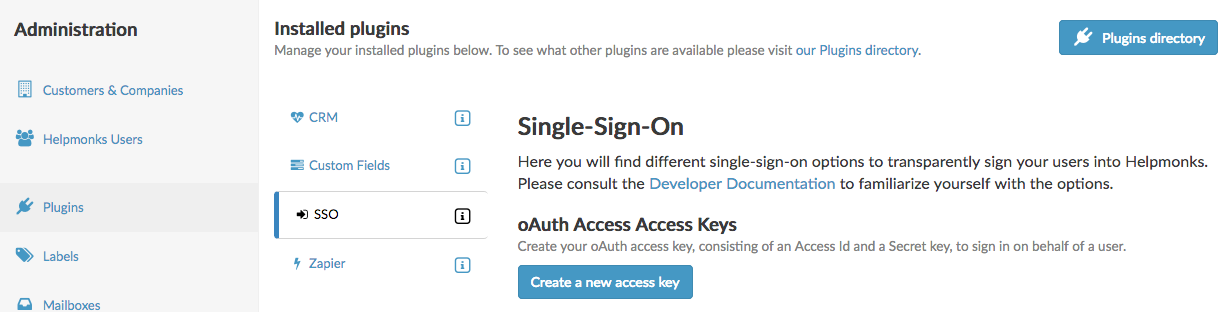 Administration
Customers & Companies
Helpmonks Users
Plugins
Labels
Mailboxes
Installed plugins
Manage your installed plugins below. To see what other plugins are available please visit our Plugins directory.
Plugins directory
CRM
Custom Fields
SSO
Zapier
Single-Sign-On
Here you will find different single-sign-on options to transparently sign your users into Helpmonks.
Please consult the Developer Documentation to familiarize yourself with the options.
oAuth Access Access Keys
Create your oAuth access key, consisting of an Access Id and a Secret key, to sign in on behalf of a user.
Create a new access key